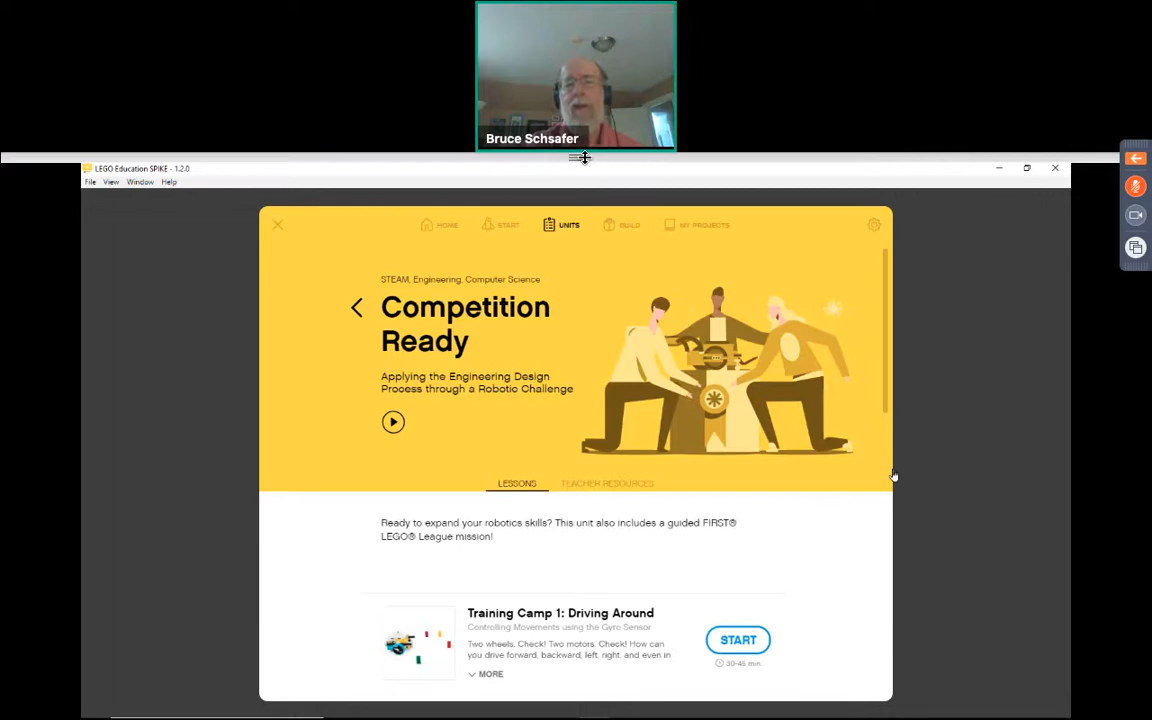 Bruce Schsafer
LEGO Education SPIKE - 1.2.0
File View Window Help
HOME START UNITS BUILD MY PROJECTS
STEAM, Engineering, Computer Science
Competition
Ready
Applying the Engineering Design
Process through a Robotic Challenge
LESSONS TEACHER RESOURCES
Ready to expand your robotics skills? This unit also includes a guided FIRST®
LEGO® League mission!
Training Camp 1: Driving Around
Controlling Movements using the Gyro Sensor
Two wheels. Check! Two motors. Check! How can
you drive forward, backward, left, right, and even in
MORE
START
30-45 min